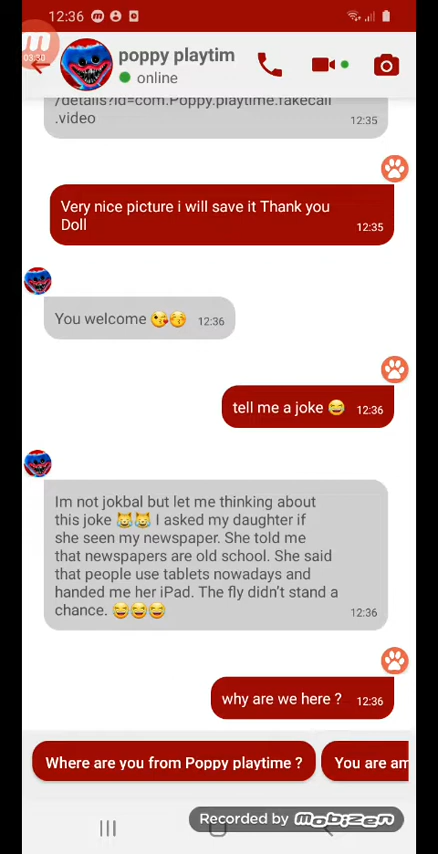 12:36
03:30
poppy playtim
online
/details?id=com.Poppy.playtime.fakecall
.video
12:35
Very nice picture i will save it Thank you
Doll
12:35
You welcome 😘😚
12:36
tell me a joke 😅
12:36
Im not jokbal but let me thinking about
this joke 😹😹 I asked my daughter if
she seen my newspaper. She told me
that newspapers are old school. She said
that people use tablets nowadays and
handed me her iPad. The fly didn't stand a
chance. 😂😂😂
12:36
why are we here ?
12:36
Where are you from Poppy playtime ?
You are am
Recorded by mobizen